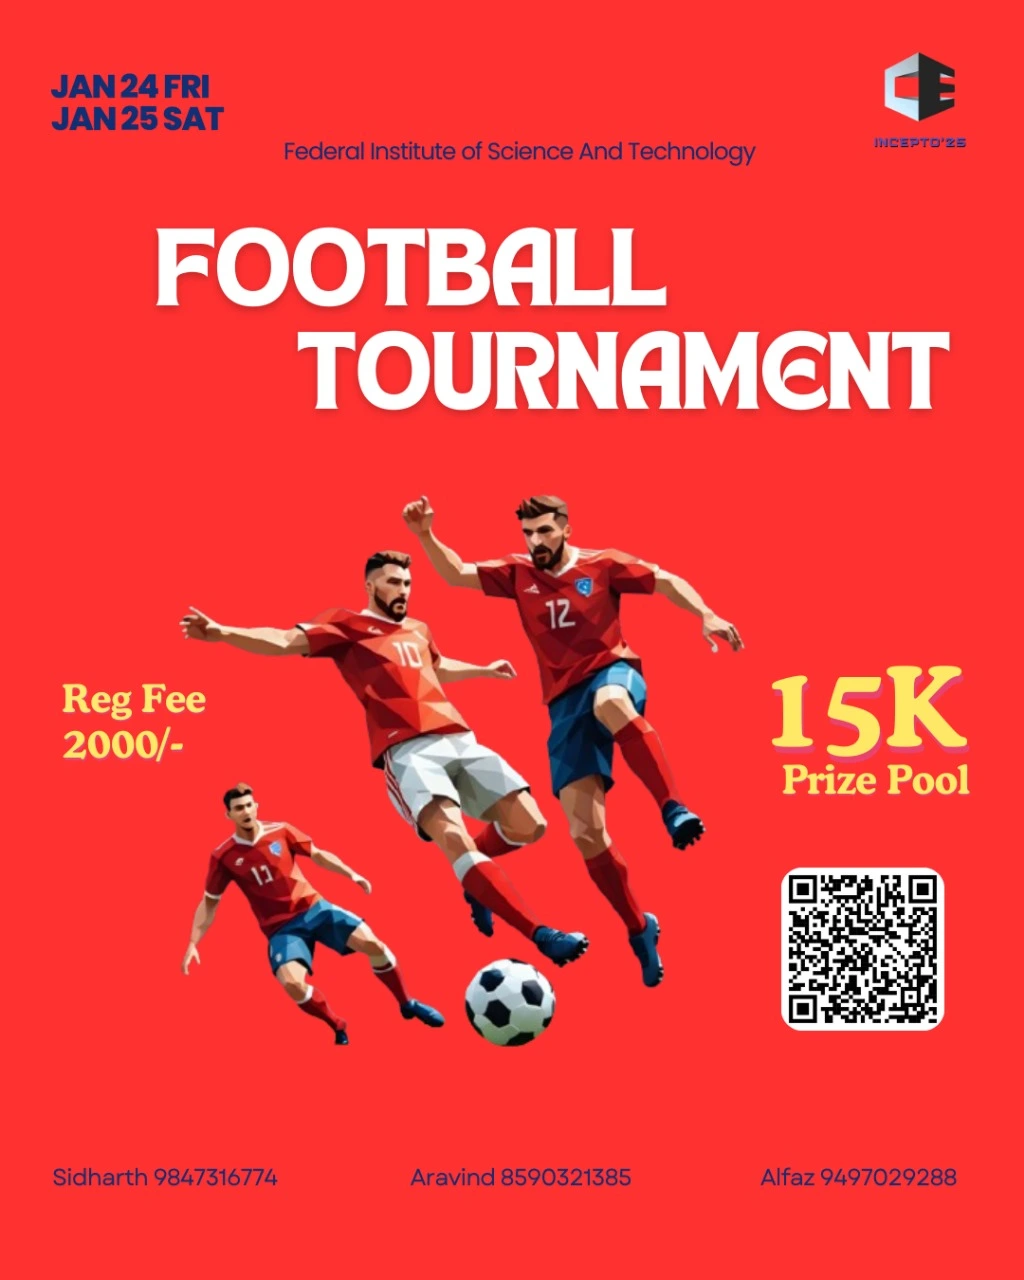 JAN 24 FRI
JAN 25 SAT
INCEPTO'25
Federal Institute of Science And Technology
FOOTBALL
TOURNAMENT
12
10
13
Reg Fee
2000/-
15K
Prize Pool
Sidharth 9847316774
Aravind 8590321385
Alfaz 9497029288